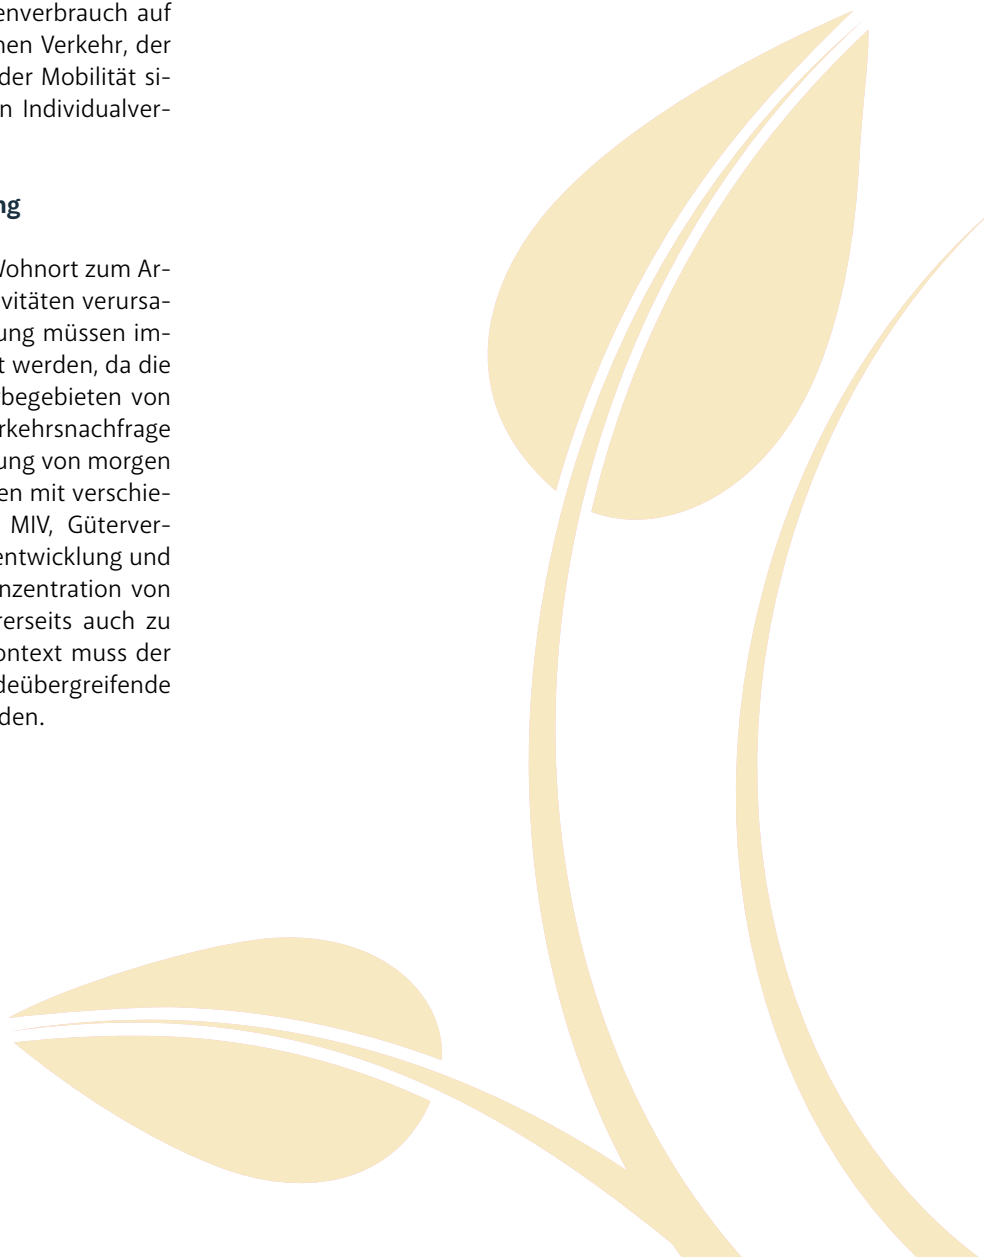 enverbrauch auf
hen Verkehr, der
der Mobilität si-
n Individualver-
ng
Wohnort zum Ar-
vitäten verursa-
ung müssen im-
t werden, da die
rbegebieten von
rkehrsnachfrage
ung von morgen
en mit verschie-
MIV, Güterver-
entwicklung und
nzentration von
rerseits auch zu
ontext muss der
deübergreifende
den.